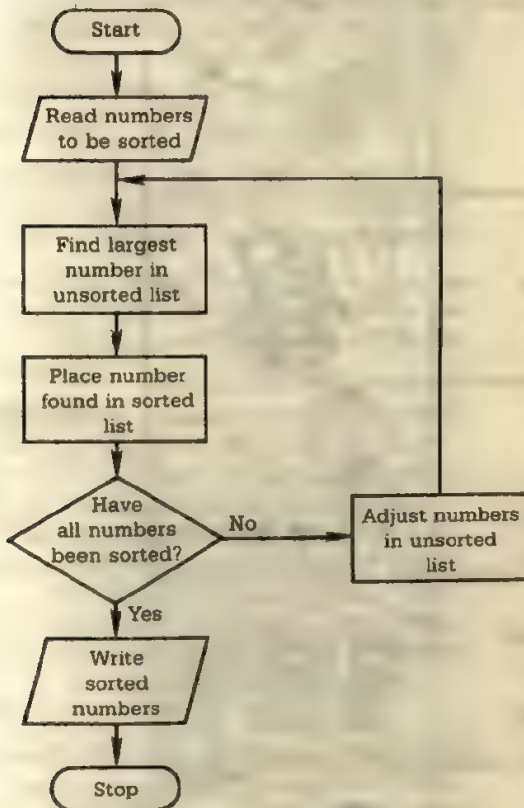 Start
Read numbers
to be sorted
Find largest
number in
unsorted list
Place number
found in sorted
list
Have
all numbers
been sorted?
No
Adjust numbers
in unsorted
list
Yes
Write
sorted
numbers
Stop